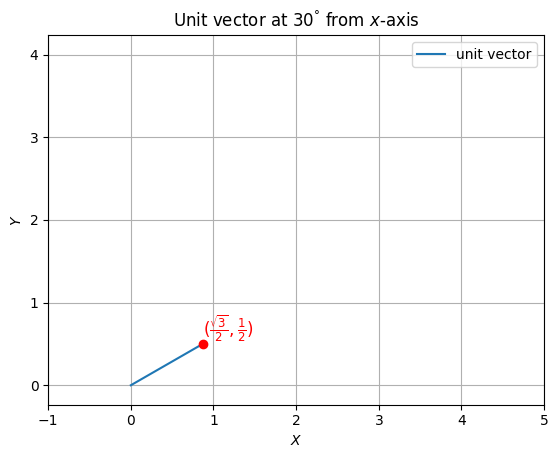 Unit vector at 30° from x-axis
unit vector
4
3
2
1
0
Y
(√3/2, 1/2)
−1 0 1 2 3 4 5
X